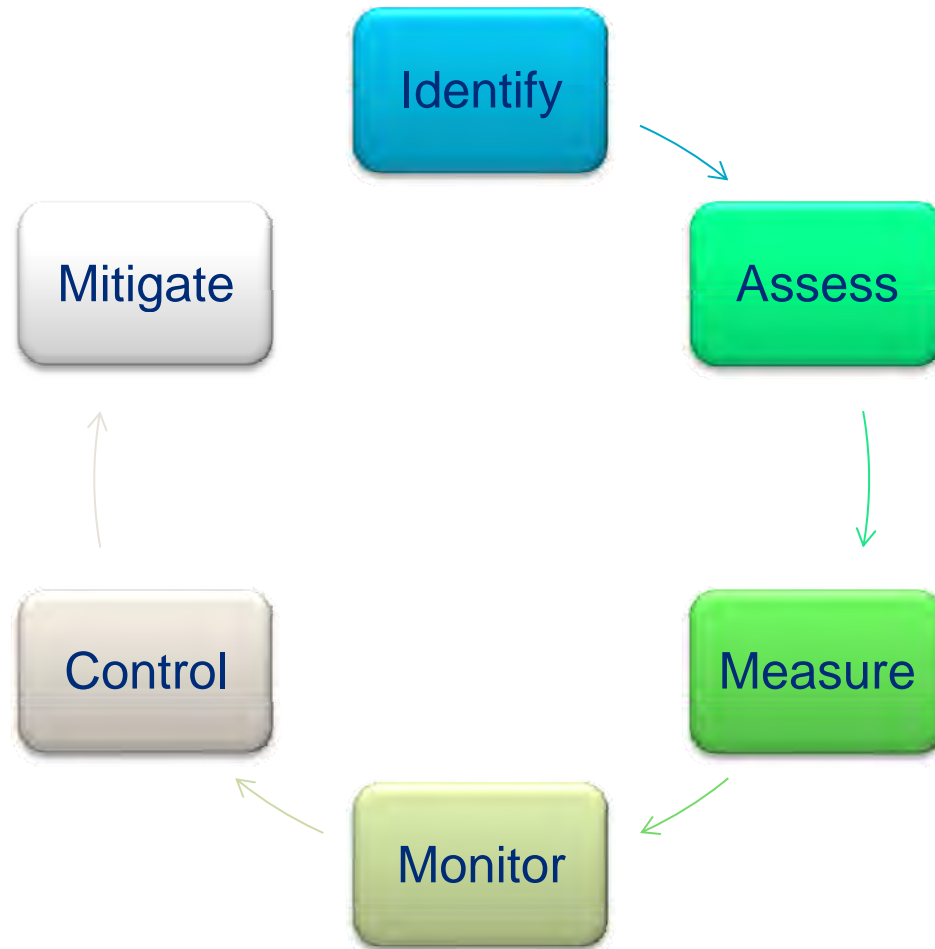 Identify
Assess
Measure
Monitor
Control
Mitigate